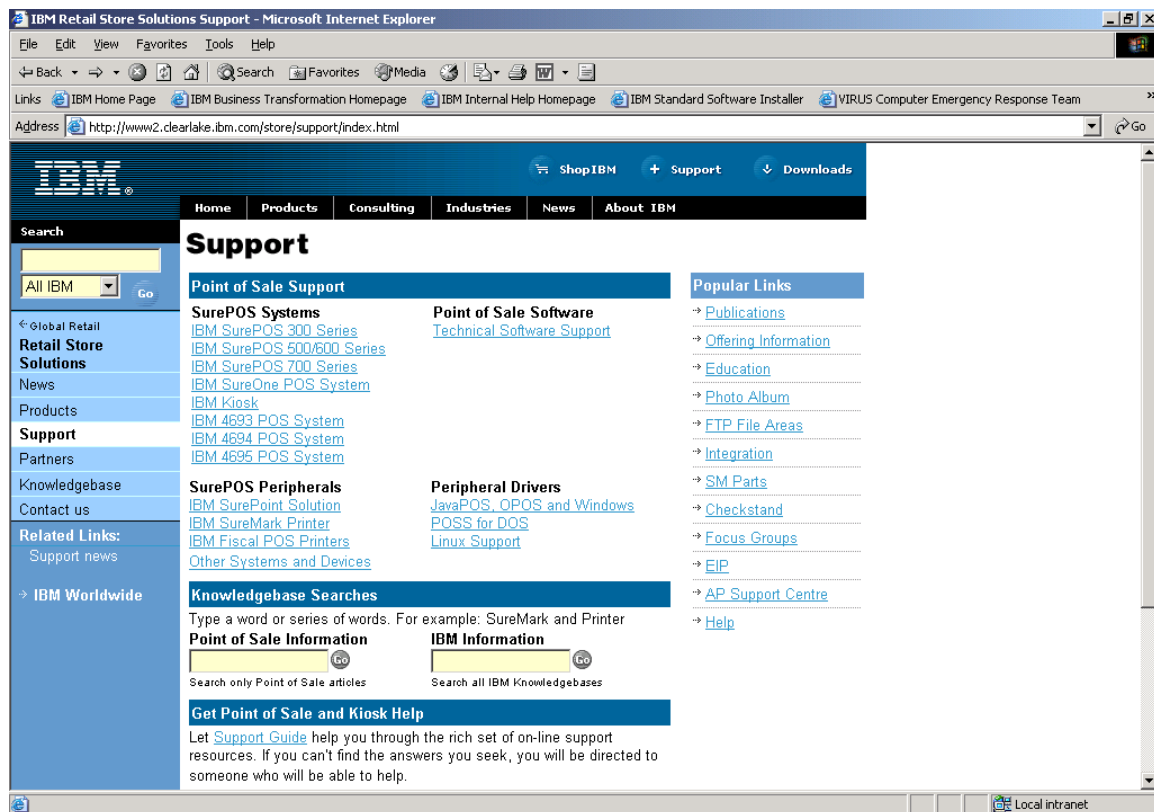 IBM Retail Store Solutions Support - Microsoft Internet Explorer
File Edit View Favorites Tools Help
Back Search Favorites Media
Links IBM Home Page IBM Business Transformation Homepage IBM Internal Help Homepage IBM Standard Software Installer VIRUS Computer Emergency Response Team »
Address http://www2.clearlake.ibm.com/store/support/index.html Go
IBM®
ShopIBM + Support Downloads
Home Products Consulting Industries News About IBM
Search
All IBM Go
Global Retail
Retail Store
Solutions
News
Products
Support
Partners
Knowledgebase
Contact us
Related Links:
Support news
IBM Worldwide
Support
Point of Sale Support
SurePOS Systems
IBM SurePOS 300 Series
IBM SurePOS 500/600 Series
IBM SurePOS 700 Series
IBM SureOne POS System
IBM Kiosk
IBM 4693 POS System
IBM 4694 POS System
IBM 4695 POS System
Point of Sale Software
Technical Software Support
SurePOS Peripherals
IBM SurePoint Solution
IBM SureMark Printer
IBM Fiscal POS Printers
Other Systems and Devices
Peripheral Drivers
JavaPOS, OPOS and Windows
POSS for DOS
Linux Support
Knowledgebase Searches
Type a word or series of words. For example: SureMark and Printer
Point of Sale Information
Go
Search only Point of Sale articles
IBM Information
Go
Search all IBM Knowledgebases
Get Point of Sale and Kiosk Help
Let Support Guide help you through the rich set of on-line support
resources. If you can't find the answers you seek, you will be directed to
someone who will be able to help.
Popular Links
Publications
Offering Information
Education
Photo Album
FTP File Areas
Integration
SM Parts
Checkstand
Focus Groups
EIP
AP Support Centre
Help
Local intranet